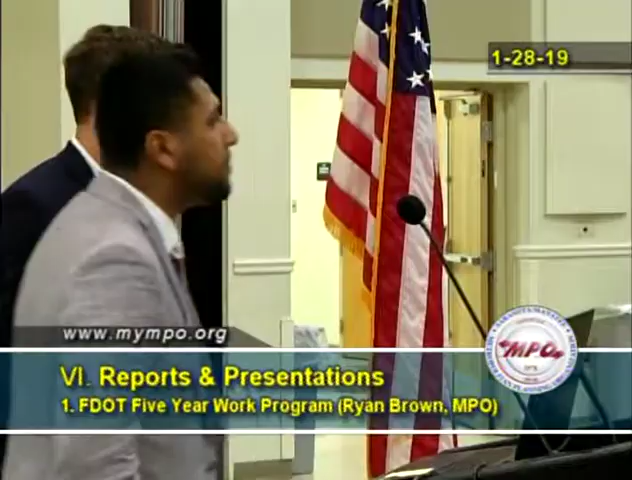 1-28-19
www.mympo.org
VI. Reports & Presentations
1. FDOT Five Year Work Program (Ryan Brown, MPO)
MPO